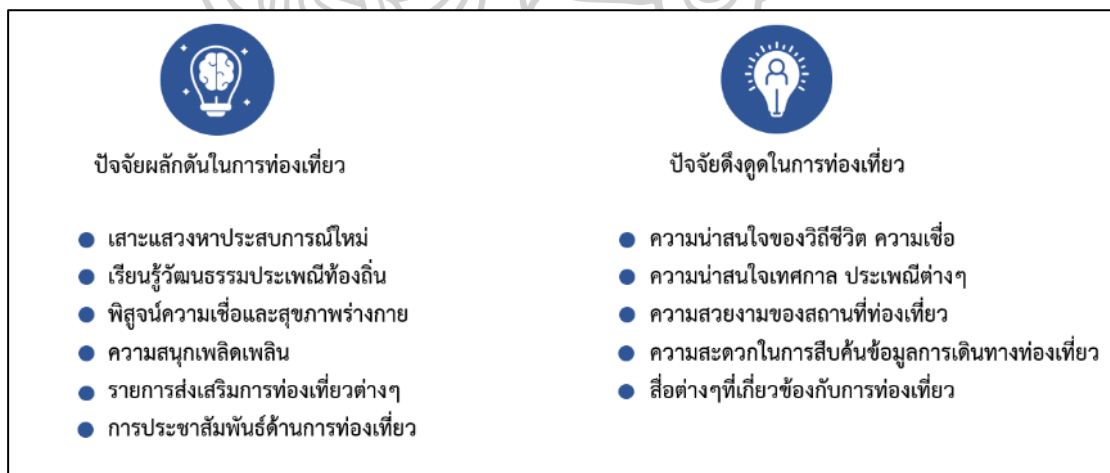 ปัจจัยผลักดันในการท่องเที่ยว
เสาะแสวงหาประสบการณ์ใหม่
เรียนรู้วัฒนธรรมประเพณีท้องถิ่น
พิสูจน์ความเชื่อและสุขภาพร่างกาย
ความสนุกเพลิดเพลิน
รายการส่งเสริมการท่องเที่ยวต่างๆ
การประชาสัมพันธ์ด้านการท่องเที่ยว
ปัจจัยดึงดูดในการท่องเที่ยว
ความน่าสนใจของวิถีชีวิต ความเชื่อ
ความน่าสนใจเทศกาล ประเพณีต่างๆ
ความสวยงามของสถานที่ท่องเที่ยว
ความสะดวกในการสืบค้นข้อมูลการเดินทางท่องเที่ยว
สื่อต่างๆที่เกี่ยวข้องกับการท่องเที่ยว